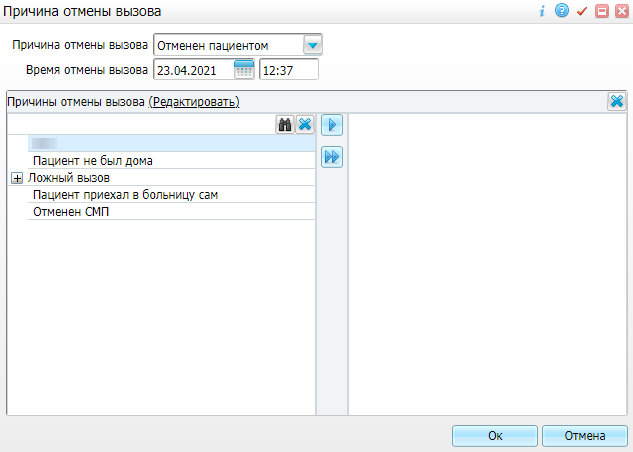 Причина отмены вызова
Причина отмены вызова Отменен пациентом
Время отмены вызова 23.04.2021 12:37
Причины отмены вызова (Редактировать)
Пациент не был дома
Ложный вызов
Пациент приехал в больницу сам
Отменен СМП
Ок Отмена